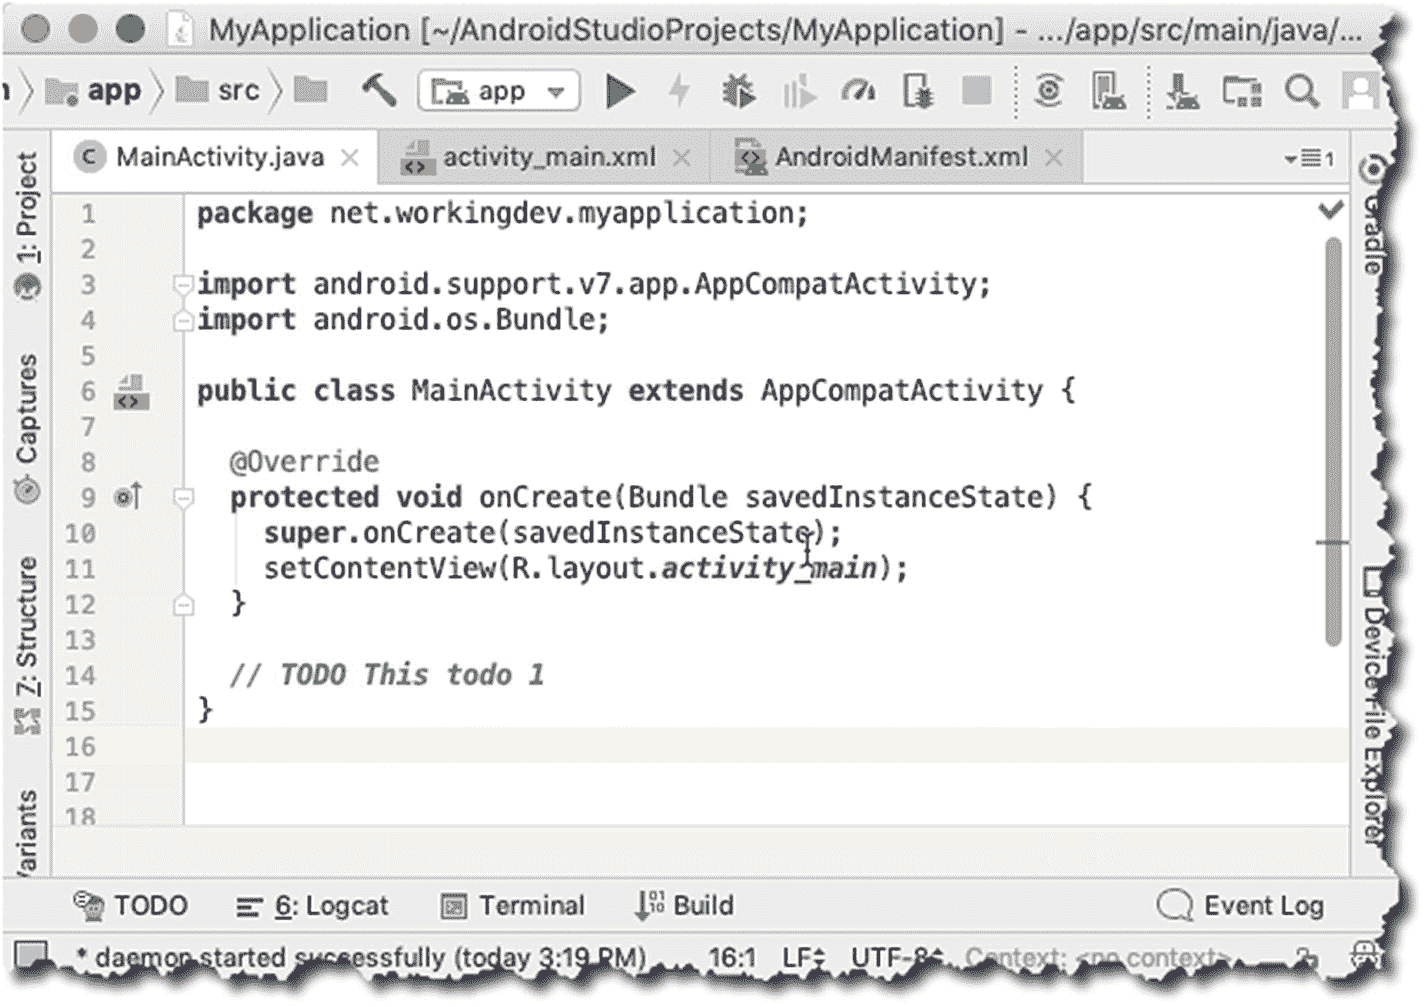 MyApplication [~/AndroidStudioProjects/MyApplication] - .../app/src/main/java/...
app src app
MainActivity.java activity_main.xml AndroidManifest.xml 1
1: Project
Captures
7: Structure
1 package net.workingdev.myapplication;
2
3 import android.support.v7.app.AppCompatActivity;
4 import android.os.Bundle;
5
6 public class MainActivity extends AppCompatActivity {
7
8 @Override
9 protected void onCreate(Bundle savedInstanceState) {
10 super.onCreate(savedInstanceState);
11 setContentView(R.layout.activity_main);
12 }
13
14 // TODO This todo 1
15 }
16
17
18
Gradle
Device File Explorer
TODO 6: Logcat Terminal Build Event Log
* daemon started successfully (today 3:19 PM) 16:1 LF UTF-8 Context: <no context>